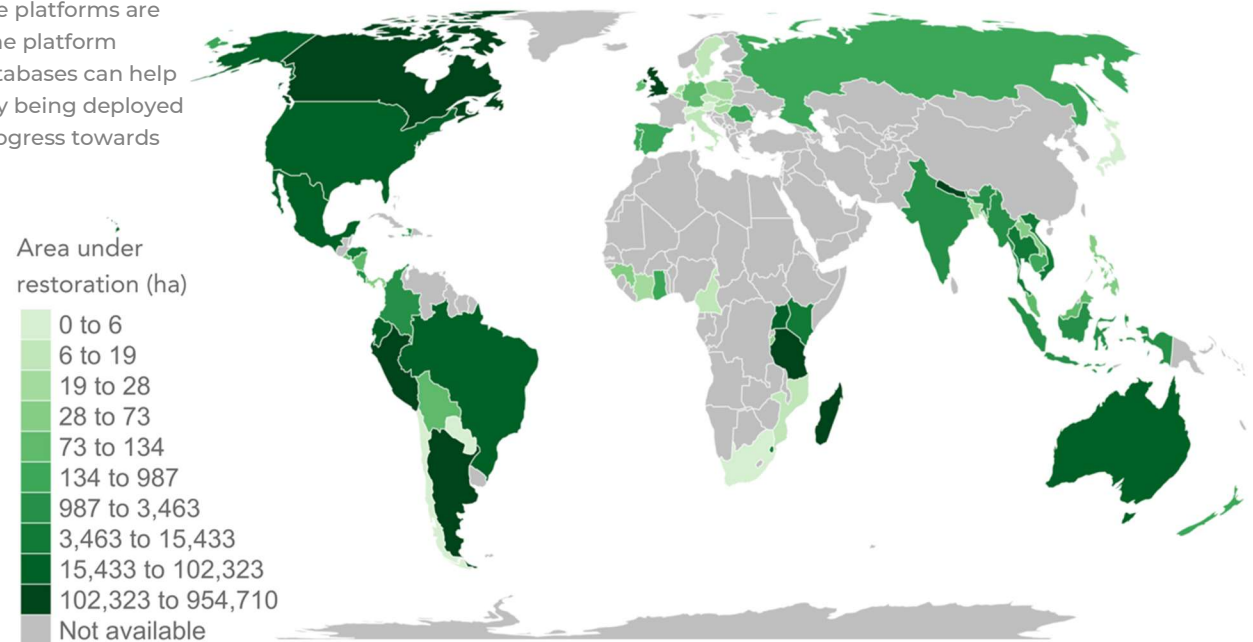 e platforms are
ne platform
tabases can help
y being deployed
ogress towards
Area under
restoration (ha)
0 to 6
6 to 19
19 to 28
28 to 73
73 to 134
134 to 987
987 to 3,463
3,463 to 15,433
15,433 to 102,323
102,323 to 954,710
Not available